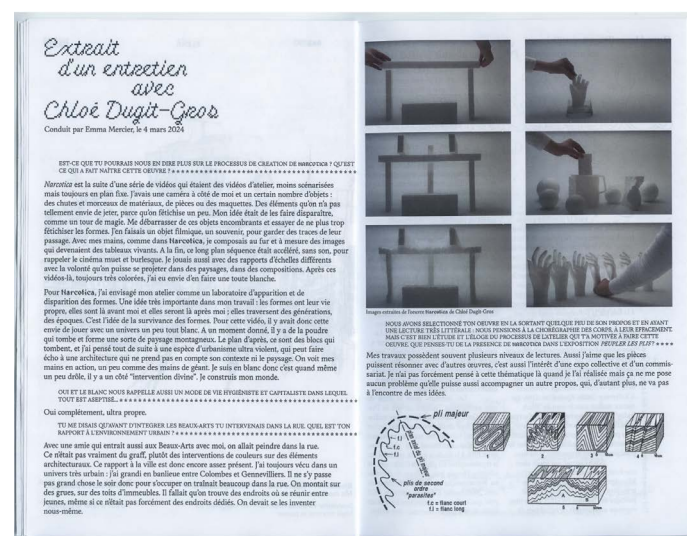 Extrait
d'un entretien
avec
Chloé Dugit-Gros
Conduit par Emma Mercier, le 4 mars 2024
EST-CE QUE TU POURRAIS NOUS EN DIRE PLUS SUR LE PROCESSUS DE CREATION DE NARCOTICA ? QU'EST
CE QUI A FAIT NAÎTRE CETTE OEUVRE ?
Narcotica est la suite d'une série de vidéos qui étaient des vidéos d'atelier, moins scénarisées
mais toujours en plan fixe. J'avais une caméra à côté de moi et un certain nombre d'objets :
des chutes et morceaux de matériaux, de pièces ou des maquettes. Des éléments qu'on n'a pas
tellement envie de jeter, parce qu'on fétichise un peu. Mon idée était de les faire disparaître,
comme un tour de magie. Me débarrasser de ces objets encombrants et essayer de ne plus trop
fétichiser les formes. J'en faisais un objet filmique, un souvenir, pour garder des traces de leur
passage. Avec mes mains, comme dans Narcotica, je composais au fur et à mesure des images
qui devenaient des tableaux vivants. A la fin, ce long plan séquence était accéléré, sans son, pour
rappeler le cinéma muet et burlesque. Je jouais aussi avec des rapports d'échelles différents
avec la volonté qu'on puisse se projeter dans des paysages, dans des compositions. Après ces
vidéos-là, toujours très colorées, j'ai eu envie d'en faire une toute blanche.
Pour Narcotica, j'ai envisagé mon atelier comme un laboratoire d'apparition et de
disparition des formes. Une idée très importante dans mon travail : les formes ont leur vie
propre, elles sont là avant moi et elles seront là après moi ; elles traversent des générations,
des époques. C'est l'idée de la survivance des formes. Pour cette vidéo, il y avait donc cette
envie de jouer avec un univers un peu tout blanc. A un moment donné, il y a de la poudre
qui tombe et forme une sorte de paysage montagneux. Le plan d'après, ce sont des blocs qui
tombent, et j'ai pensé tout de suite à une espèce d'urbanisme ultra violent, qui peut faire
écho à une architecture qui ne prend pas en compte son contexte ni le paysage. On voit mes
mains en action, un peu comme des mains de géant. Je suis en blanc donc c'est quand même
un peu drôle, il y a un côté "intervention divine". Je construis mon monde.
OUI ET LE BLANC NOUS RAPPELLE AUSSI UN MODE DE VIE HYGIÉNISTE ET CAPITALISTE DANS LEQUEL
TOUT EST ASEPTISÉ...
Oui complètement, ultra propre.
TU ME DISAIS QU'AVANT D'INTEGRER LES BEAUX-ARTS TU INTERVENAIS DANS LA RUE. QUEL EST TON
RAPPORT À L'ENVIRONNEMENT URBAIN ?
Avec une amie qui entrait aussi aux Beaux-Arts avec moi, on allait peindre dans la rue.
Ce n'était pas vraiment du graff, plutôt des interventions de couleurs sur des éléments
architecturaux. Ce rapport à la ville est donc encore assez présent. J'ai toujours vécu dans un
univers très urbain : j'ai grandi en banlieue entre Colombes et Gennevilliers. Il ne s'y passe
pas grand chose le soir donc pour s'occuper on traînait beaucoup dans la rue. On montait sur
des grues, sur des toits d'immeubles. Il fallait qu'on trouve des endroits où se réunir entre
jeunes, même si ce n'était pas forcément des endroits dédiés. On devait se les inventer
nous-même.
Images extraites de l'oeuvre Narcotica de Chloé Dugit-Gros
NOUS AVONS SELECTIONNÉ TON OEUVRE EN LA SORTANT QUELQUE PEU DE SON PROPOS ET EN AYANT
UNE LECTURE TRÈS LITTÉRALE : NOUS PENSIONS À LA CHORÉGRAPHIE DES CORPS, À LEUR EFFACEMENT.
MAIS C'EST BIEN L'ÉTUDE ET L'ÉLOGE DU PROCESSUS DE L'ATELIER QUI T'A MOTIVÉE À FAIRE CETTE
OEUVRE. QU'EN PENSES-TU DE LA PRÉSENCE DE NARCOTICA DANS L'EXPOSITION PEUPLER LES PLIS?
Mes travaux possèdent souvent plusieurs niveaux de lectures. Aussi j'aime que les pièces
puissent résonner avec d'autres œuvres, c'est aussi l'intérêt d'une expo collective et d'un commis-
sariat. Je n'ai pas forcément pensé à cette thématique là quand je l'ai réalisée mais ça ne me pose
aucun problème qu'elle puisse aussi accompagner un autre propos, qui, d'autant plus, ne va pas
à l'encontre de mes idées.
pli majeur
f.l
f.c
f.l
plis de second
ordre
"parasites"
f.c = flanc court
f.l = flanc long
1
2
3
4
5